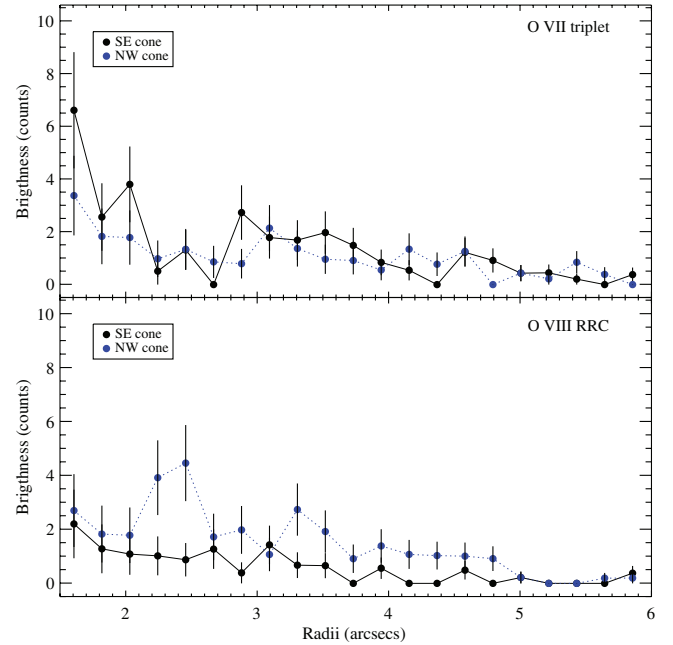 10
O VII triplet
SE cone
NW cone
8
6
4
2
0
Brigthness (counts)
10
O VIII RRC
SE cone
NW cone
8
6
4
2
0
Brigthness (counts)
2 3 4 5 6
Radii (arcsecs)